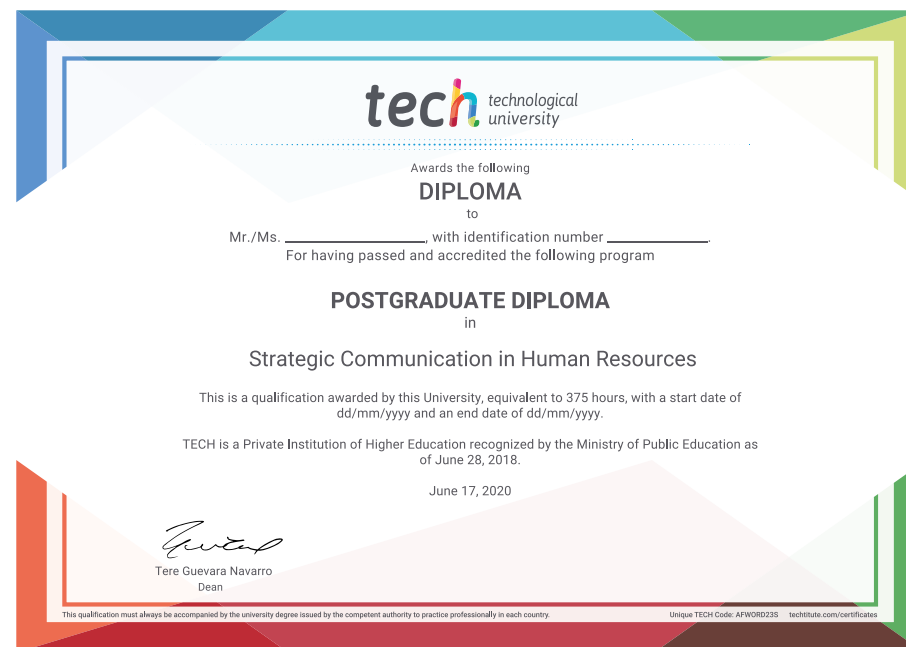 tech technological
university
Awards the following
DIPLOMA
to
Mr./Ms. ____________________, with identification number ______________.
For having passed and accredited the following program
POSTGRADUATE DIPLOMA
in
Strategic Communication in Human Resources
This is a qualification awarded by this University, equivalent to 375 hours, with a start date of
dd/mm/yyyy and an end date of dd/mm/yyyy.
TECH is a Private Institution of Higher Education recognized by the Ministry of Public Education as
of June 28, 2018.
June 17, 2020
Tere Guevara Navarro
Dean
This qualification must always be accompanied by the university degree issued by the competent authority to practice professionally in each country.
Unique TECH Code: AFWORD23S techtitute.com/certificates